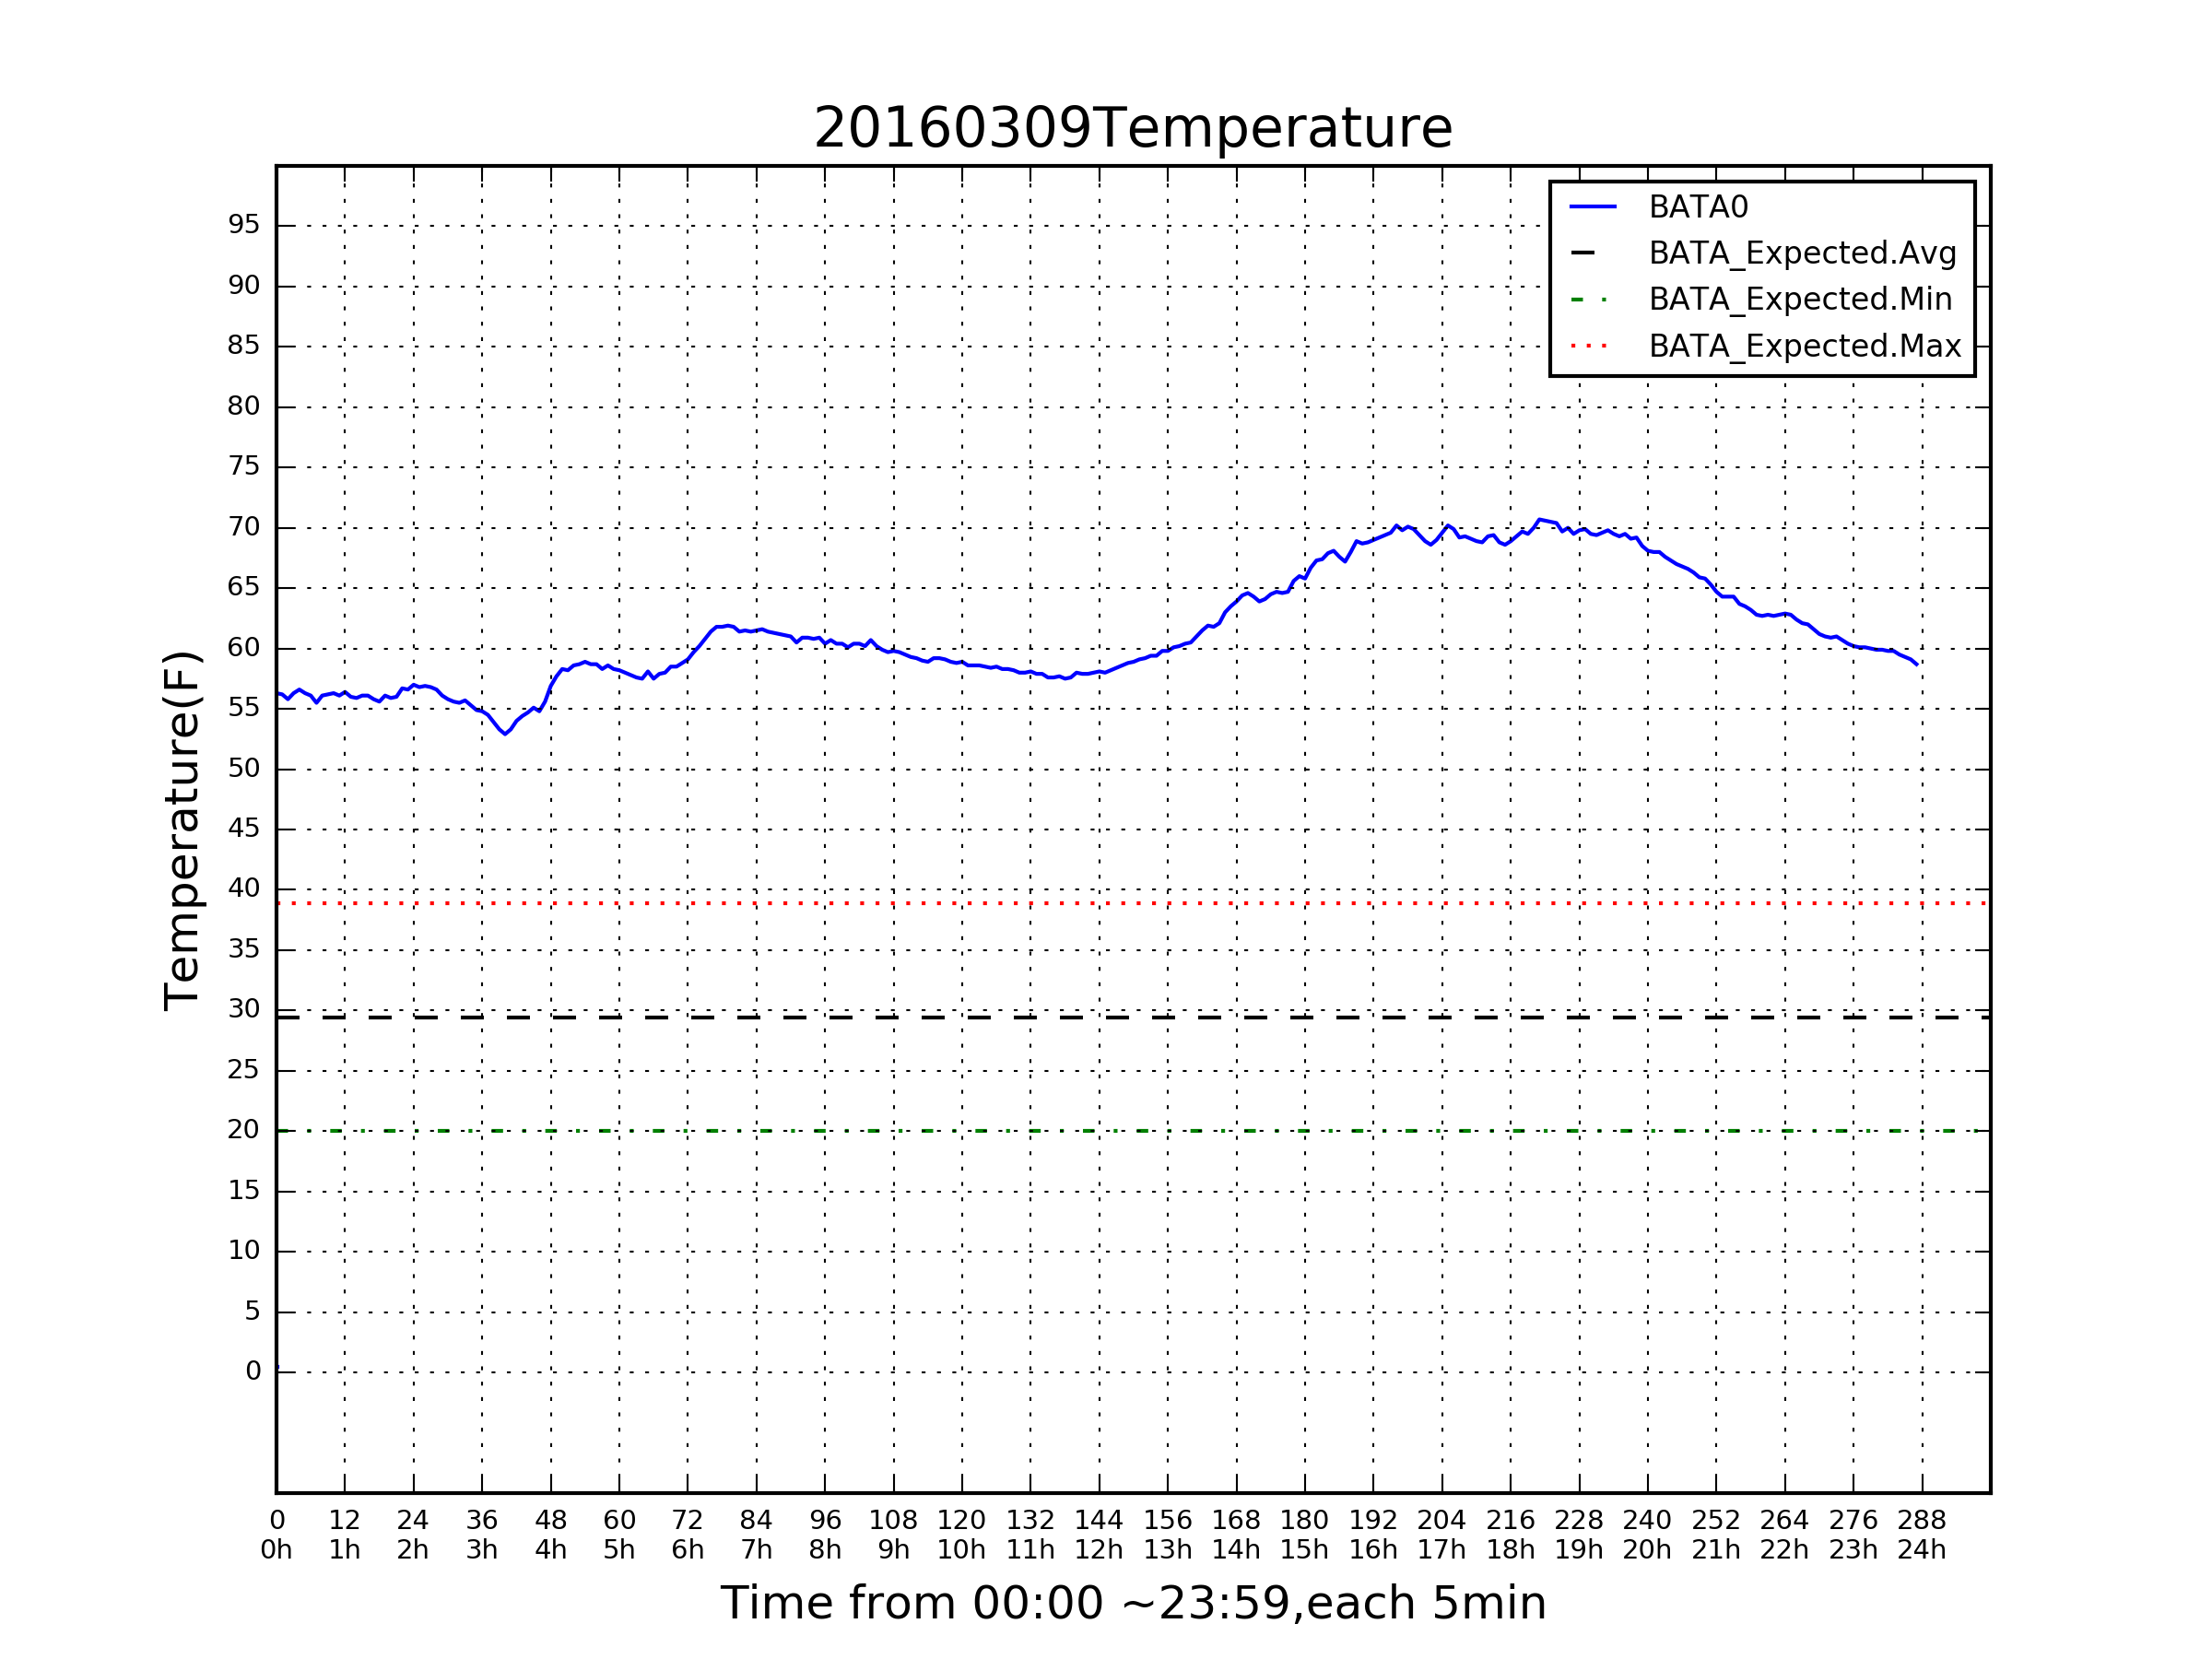 20160309Temperature
BATA0
BATA_Expected.Avg
BATA_Expected.Min
BATA_Expected.Max
95
90
85
80
75
70
65
60
55
50
45
40
35
30
25
20
15
10
5
0
Temperature(F)
0 12 24 36 48 60 72 84 96 108 120 132 144 156 168 180 192 204 216 228 240 252 264 276 288
0h 1h 2h 3h 4h 5h 6h 7h 8h 9h 10h 11h 12h 13h 14h 15h 16h 17h 18h 19h 20h 21h 22h 23h 24h
Time from 00:00 ~23:59,each 5min